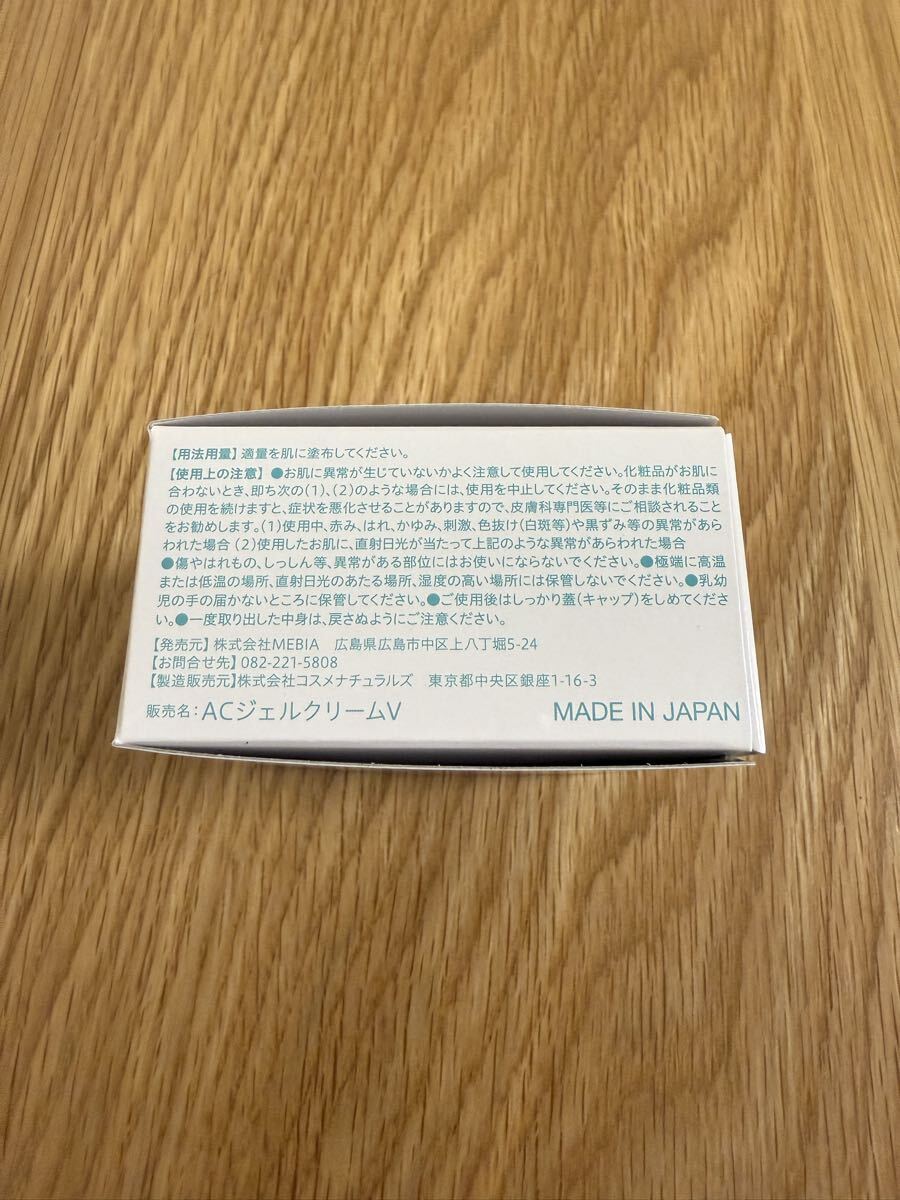 【用法用量】適量を肌に塗布してください。
【使用上の注意】●お肌に異常が生じていないかよく注意して使用してください。化粧品がお肌に
合わないとき、即ち次の(1)、(2)のような場合には、使用を中止してください。そのまま化粧品類
の使用を続けますと、症状を悪化させることがありますので、皮膚科専門医等にご相談されること
をお勧めします。(1)使用中、赤み、はれ、かゆみ、刺激、色抜け(白斑等)や黒ずみ等の異常があら
われた場合 (2)使用したお肌に、直射日光が当たって上記のような異常があらわれた場合
●傷やはれもの、しっしん等、異常がある部位にはお使いにならないでください。●極端に高温
または低温の場所、直射日光のあたる場所、湿度の高い場所には保管しないでください。●乳幼
児の手の届かないところに保管してください。●ご使用後はしっかり蓋(キャップ)をしめてくださ
い。●一度取り出した中身は、戻さぬようにご注意ください。
【発売元】株式会社MEBIA 広島県広島市中区上八丁堀5-24
【お問合せ先】082-221-5808
【製造販売元】株式会社コスメナチュラルズ 東京都中央区銀座1-16-3
販売名：ACジェルクリームV MADE IN JAPAN